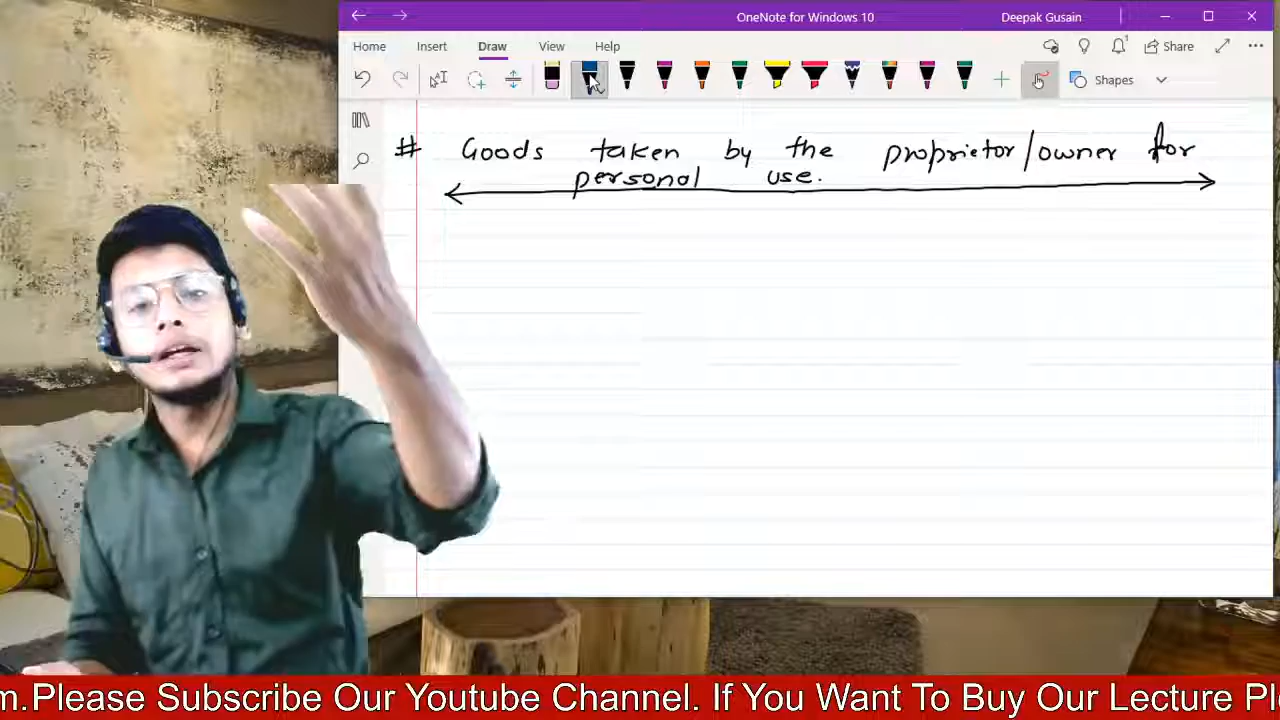 OneNote for Windows 10
Deepak Gusain
Home Insert Draw View Help
Share
Shapes
# Goods taken by the proprietor/owner for
personal use.
m.Please Subscribe Our Youtube Channel. If You Want To Buy Our Lecture Pl